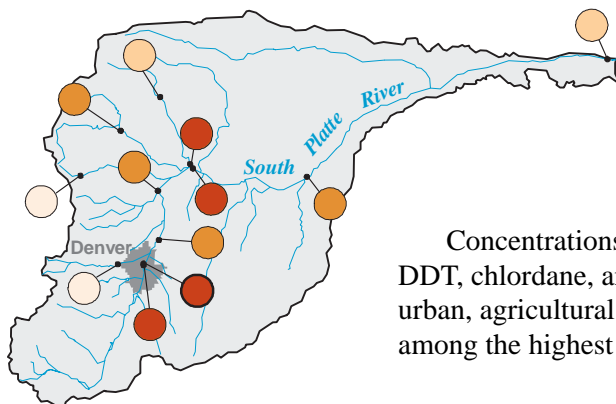 South Platte River
Denver
Concentrations
DDT, chlordane, a
urban, agricultural
among the highest